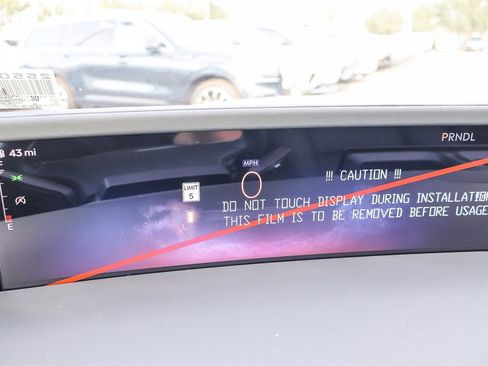 PRNDL
43 mi
F
MPH
0
LIMIT
5
!!! CAUTION !!!
DO NOT TOUCH DISPLAY DURING INSTALLATION
THIS FILM IS TO BE REMOVED BEFORE USAGE
E